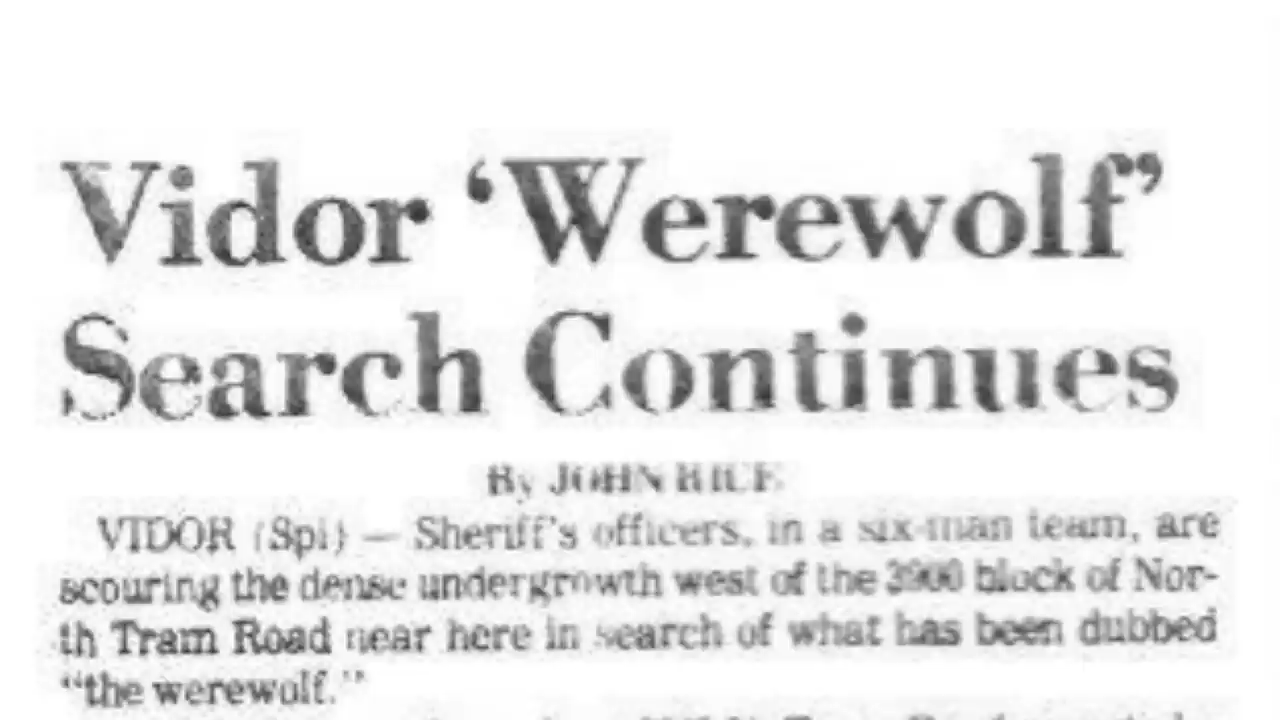 Vidor ‘Werewolf’
Search Continues
By JOHN RICE
VIDOR (Spl) — Sheriff's officers, in a six-man team, are
scouring the dense undergrowth west of the 3900 block of Nor-
th Tram Road near here in search of what has been dubbed
“the werewolf.”